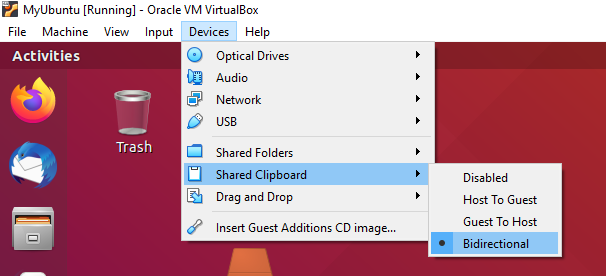 MyUbuntu [Running] - Oracle VM VirtualBox
File Machine View Input Devices Help
Activities
Trash
Optical Drives
Audio
Network
USB
Shared Folders
Shared Clipboard
Drag and Drop
Insert Guest Additions CD image...
Disabled
Host To Guest
Guest To Host
Bidirectional